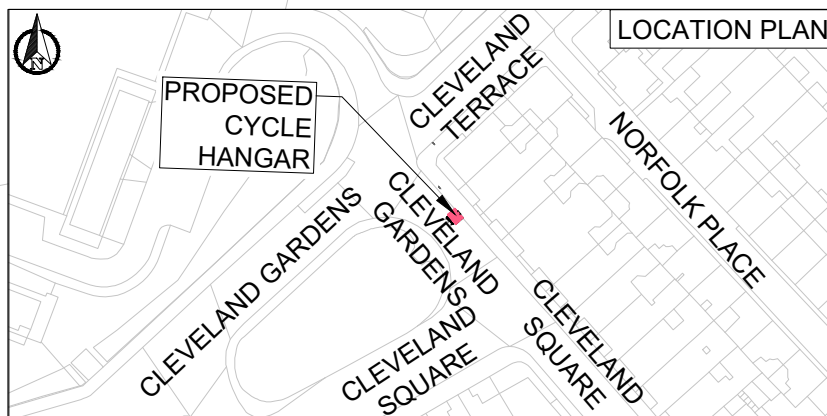 LOCATION PLAN
N
PROPOSED
CYCLE
HANGAR
CLEVELAND
TERRACE
NORFOLK PLACE
CLEVELAND GARDENS
CLEVELAND
GARDENS
CLEVELAND
SQUARE
CLEVELAND
SQUARE